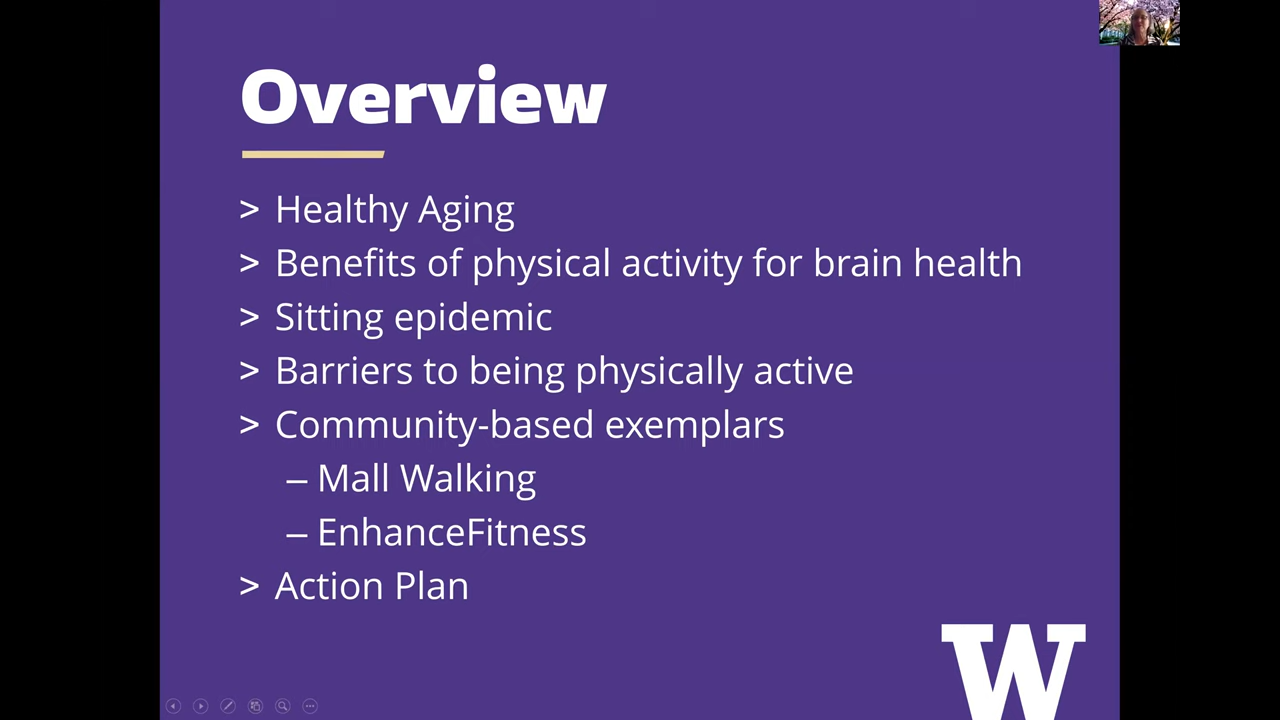 Overview
> Healthy Aging
> Benefits of physical activity for brain health
> Sitting epidemic
> Barriers to being physically active
> Community-based exemplars
– Mall Walking
– EnhanceFitness
> Action Plan
W